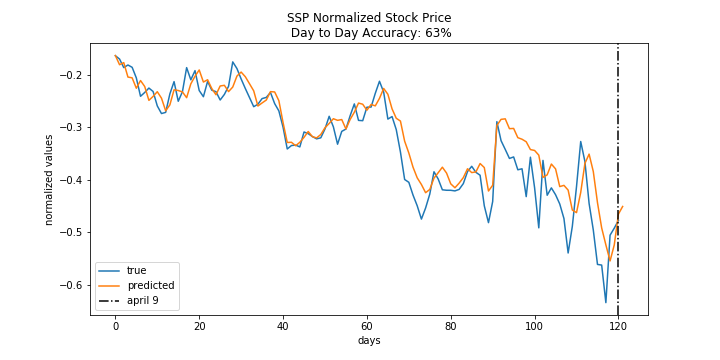 SSP Normalized Stock Price
Day to Day Accuracy: 63%
normalized values
−0.2
−0.3
−0.4
−0.5
−0.6
true
predicted
april 9
0
20
40
60
80
100
120
days